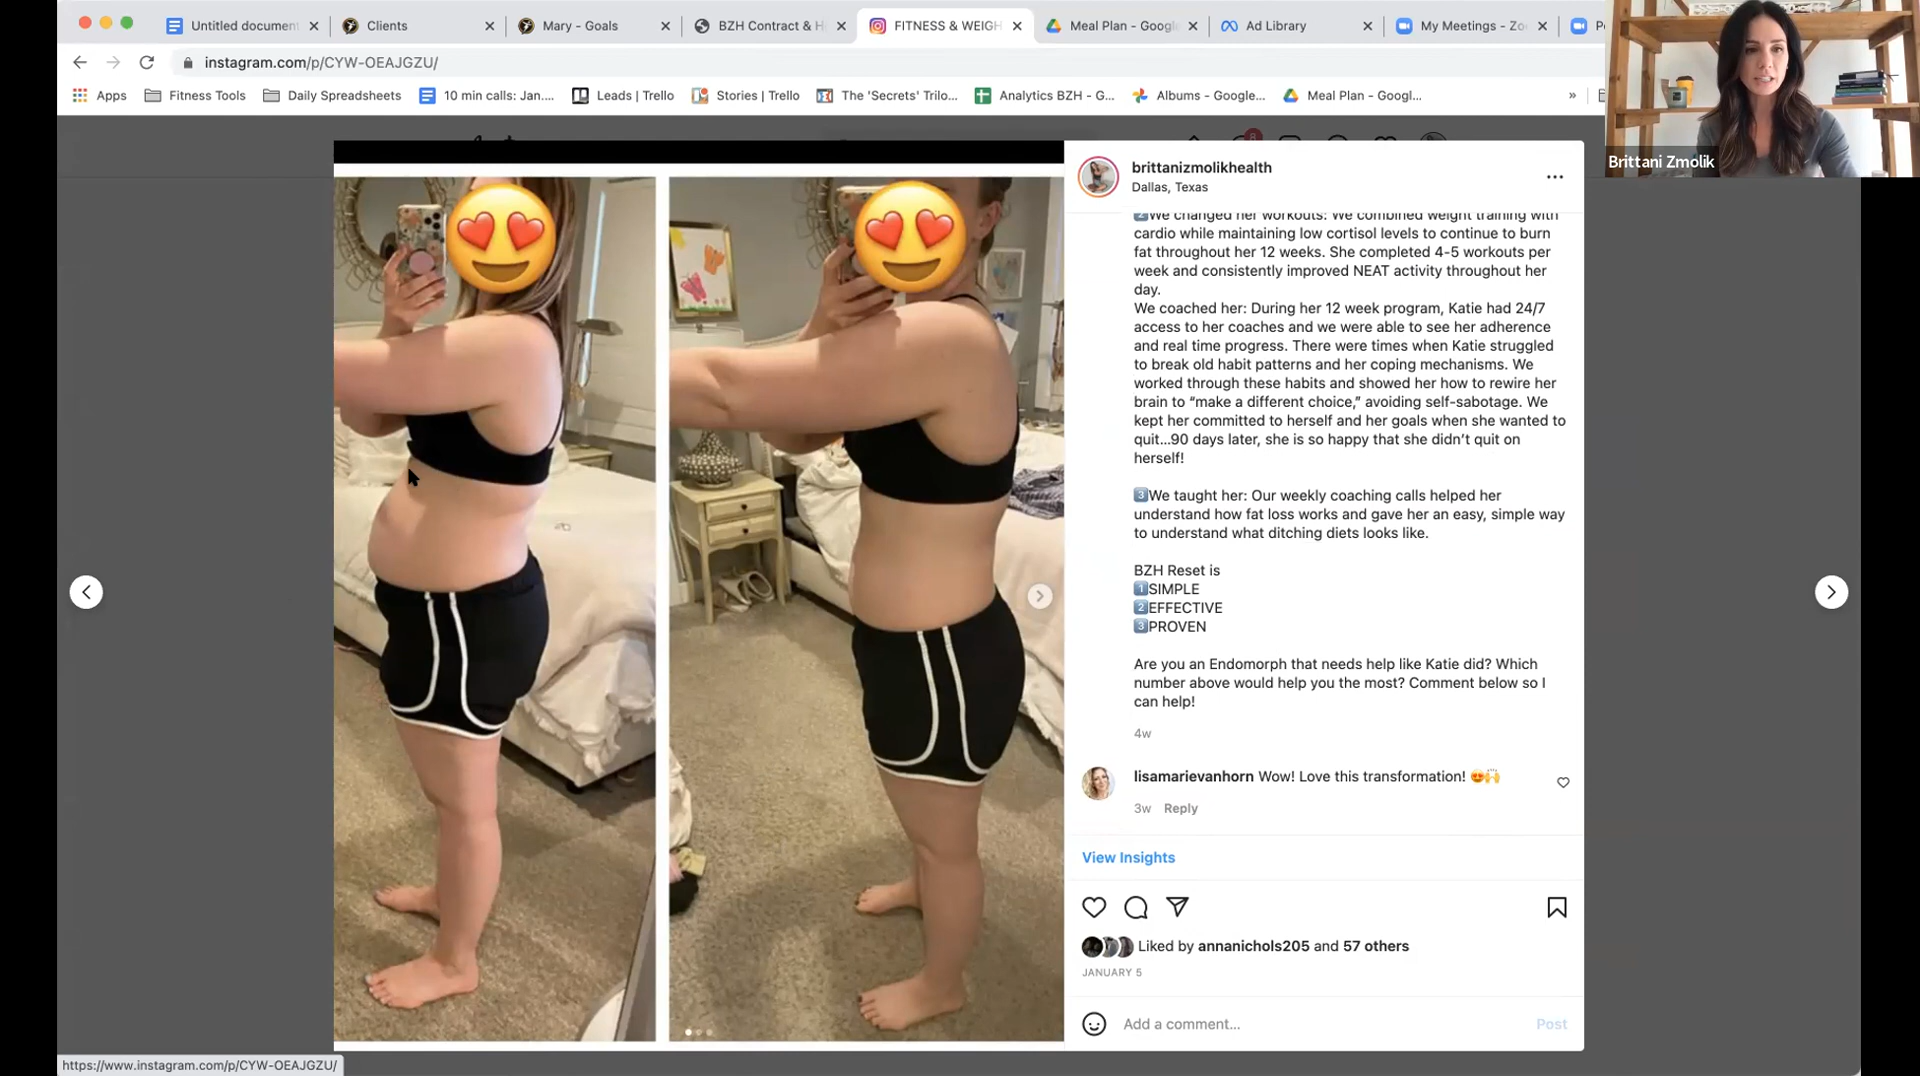 Untitled document
Clients
Mary - Goals
BZH Contract & H
FITNESS & WEIGH
Meal Plan - Google
Ad Library
My Meetings - Zo
instagram.com/p/CYW-OEAJGZU/
Apps
Fitness Tools
Daily Spreadsheets
10 min calls: Jan....
Leads | Trello
Stories | Trello
The 'Secrets' Trilo...
Analytics BZH - G...
Albums - Google...
Meal Plan - Googl...
»
Brittani Zmolik
8
brittanizmolikhealth
Dallas, Texas
2️⃣We changed her workouts: We combined weight training with
cardio while maintaining low cortisol levels to continue to burn
fat throughout her 12 weeks. She completed 4-5 workouts per
week and consistently improved NEAT activity throughout her
day.
We coached her: During her 12 week program, Katie had 24/7
access to her coaches and we were able to see her adherence
and real time progress. There were times when Katie struggled
to break old habit patterns and her coping mechanisms. We
worked through these habits and showed her how to rewire her
brain to “make a different choice,” avoiding self-sabotage. We
kept her committed to herself and her goals when she wanted to
quit...90 days later, she is so happy that she didn’t quit on
herself!
3️⃣We taught her: Our weekly coaching calls helped her
understand how fat loss works and gave her an easy, simple way
to understand what ditching diets looks like.
BZH Reset is
1️⃣SIMPLE
2️⃣EFFECTIVE
3️⃣PROVEN
Are you an Endomorph that needs help like Katie did? Which
number above would help you the most? Comment below so I
can help!
4w
lisamarievanhorn Wow! Love this transformation! 😍🙌
3w Reply
View Insights
Liked by annanichols205 and 57 others
JANUARY 5
Add a comment...
Post
https://www.instagram.com/p/CYW-OEAJGZU/